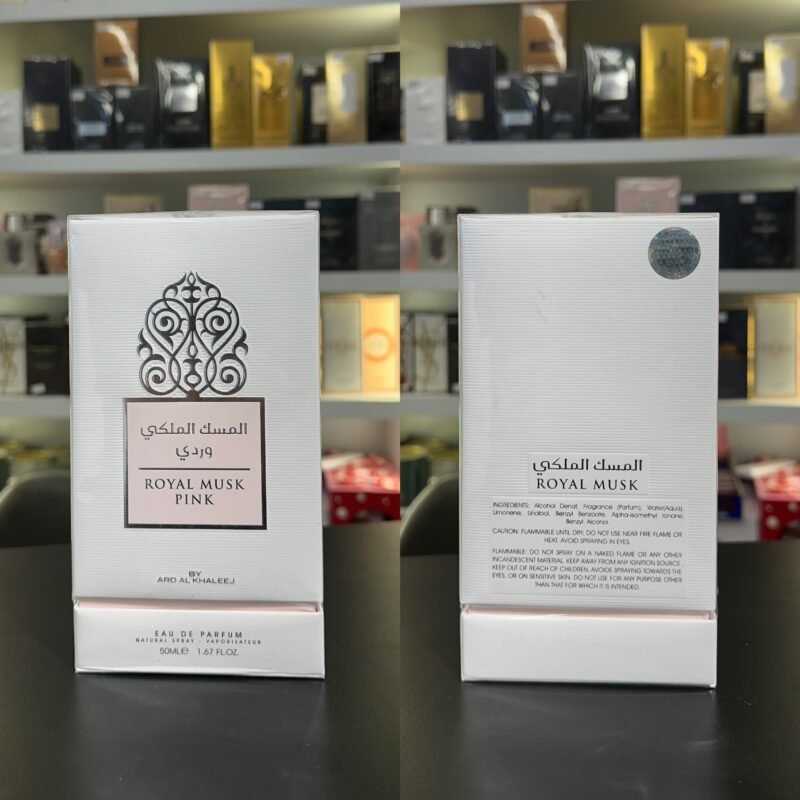 المسك الملكي
وردي
ROYAL MUSK
PINK
BY
ARD AL KHALEEJ
EAU DE PARFUM
NATURAL SPRAY - VAPORISATEUR
50ML℮ 1.67 FL.OZ.
المسك الملكي
ROYAL MUSK
INGREDIENTS: Alcohol Denat, Fragrance (Parfum), Water(Aqua),
Limonene, Linalool, Benzyl Benzoate, Alpha-isomethyl Ionone,
Benzyl Alcohol.
CAUTION: FLAMMABLE UNTIL DRY. DO NOT USE NEAR FIRE FLAME OR
HEAT. AVOID SPRAYING IN EYES.
FLAMMABLE: DO NOT SPRAY ON A NAKED FLAME OR ANY OTHER
INCANDESCENT MATERIAL. KEEP AWAY FROM ANY IGNITION SOURCE .
KEEP OUT OF REACH OF CHILDREN. AVOIDE SPRAYING TOWARDS THE
EYES, OR ON SENSITIVE SKIN. DO NOT USE FOR ANY PURPOSE OTHER
THAN THAT FOR WHICH IT IS INTENDED.